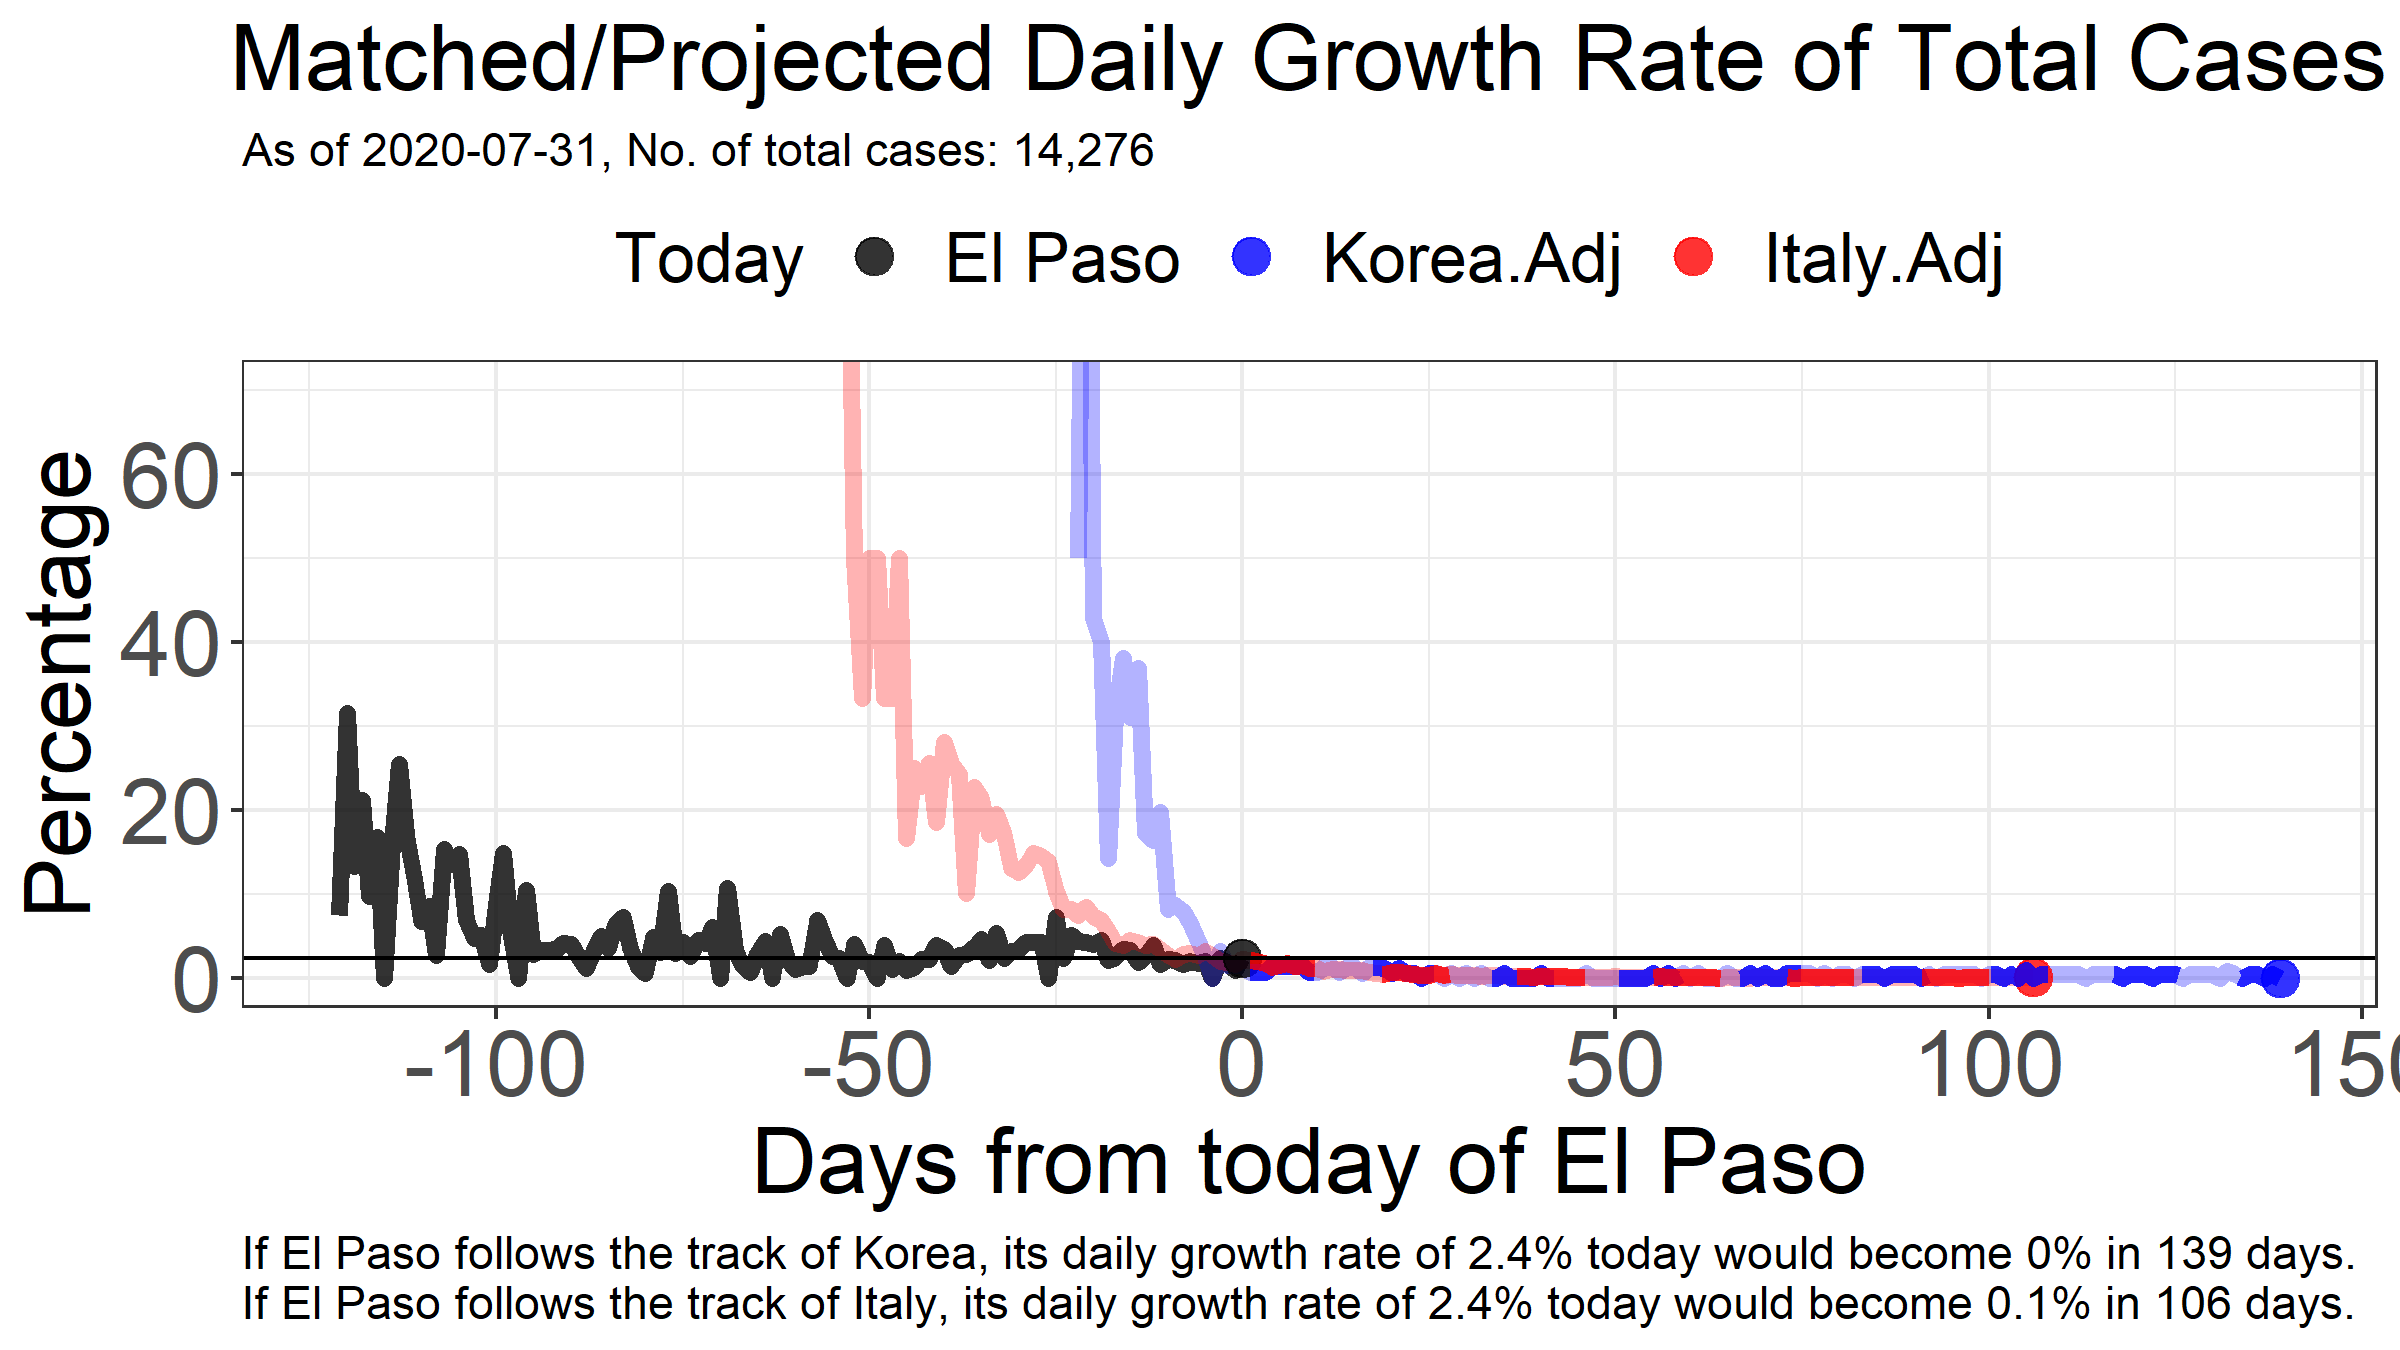 Matched/Projected Daily Growth Rate of Total Cases
As of 2020-07-31, No. of total cases: 14,276
Today El Paso Korea.Adj Italy.Adj
Percentage
60
40
20
0
-100 -50 0 50 100 150
Days from today of El Paso
If El Paso follows the track of Korea, its daily growth rate of 2.4% today would become 0% in 139 days.
If El Paso follows the track of Italy, its daily growth rate of 2.4% today would become 0.1% in 106 days.